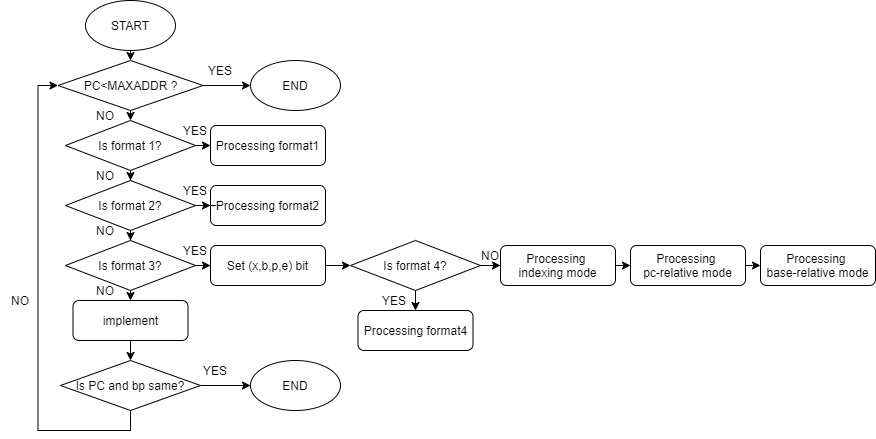 START
PC<MAXADDR ?
YES
END
NO
Is format 1?
YES
Processing format1
NO
Is format 2?
YES
Processing format2
NO
Is format 3?
YES
Set (x,b,p,e) bit
Is format 4?
NO
Processing
indexing mode
Processing
pc-relative mode
Processing
base-relative mode
YES
Processing format4
NO
implement
Is PC and bp same?
YES
END
NO